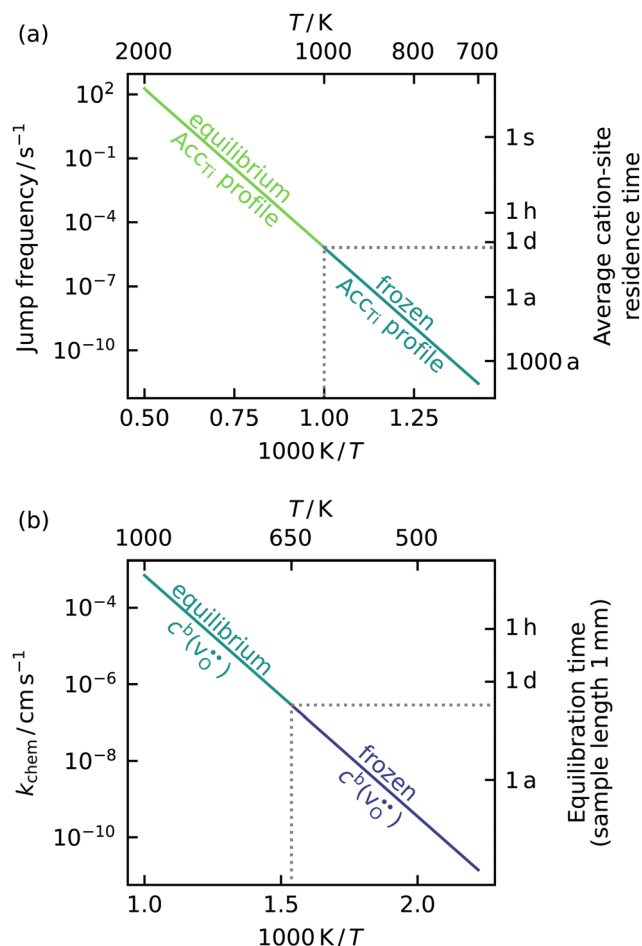 (a)
T / K
2000 1000 800 700
10² 
10⁻¹
10⁻⁴
10⁻⁷
10⁻¹⁰
Jump frequency / s⁻¹
equilibrium
Acc_Ti profile
frozen
Acc_Ti profile
1 s
1 h
1 d
1 a
1000 a
Average cation-site
residence time
0.50 0.75 1.00 1.25
1000 K / T
(b)
T / K
1000 650 500
10⁻⁴
10⁻⁶
10⁻⁸
10⁻¹⁰
k_chem / cm s⁻¹
equilibrium
c^b(v_O^••)
frozen
c^b(v_O^••)
1 h
1 d
1 a
Equilibration time
(sample length 1 mm)
1.0 1.5 2.0
1000 K / T